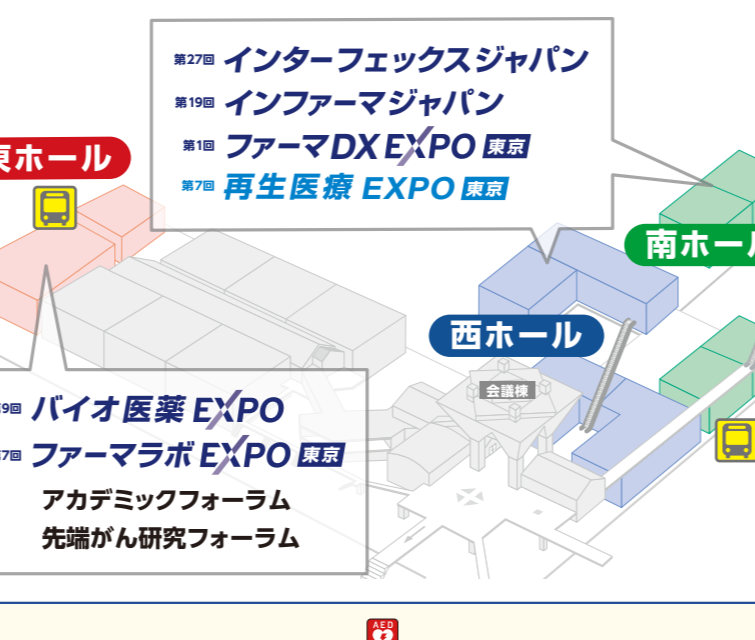 第27回 インターフェックスジャパン
第19回 インファーマジャパン
第1回 ファーマDX EXPO 東京
第7回 再生医療 EXPO 東京
東ホール
南ホール
西ホール
会議棟
9回 バイオ医薬 EXPO
7回 ファーマラボ EXPO 東京
アカデミックフォーラム
先端がん研究フォーラム
AED